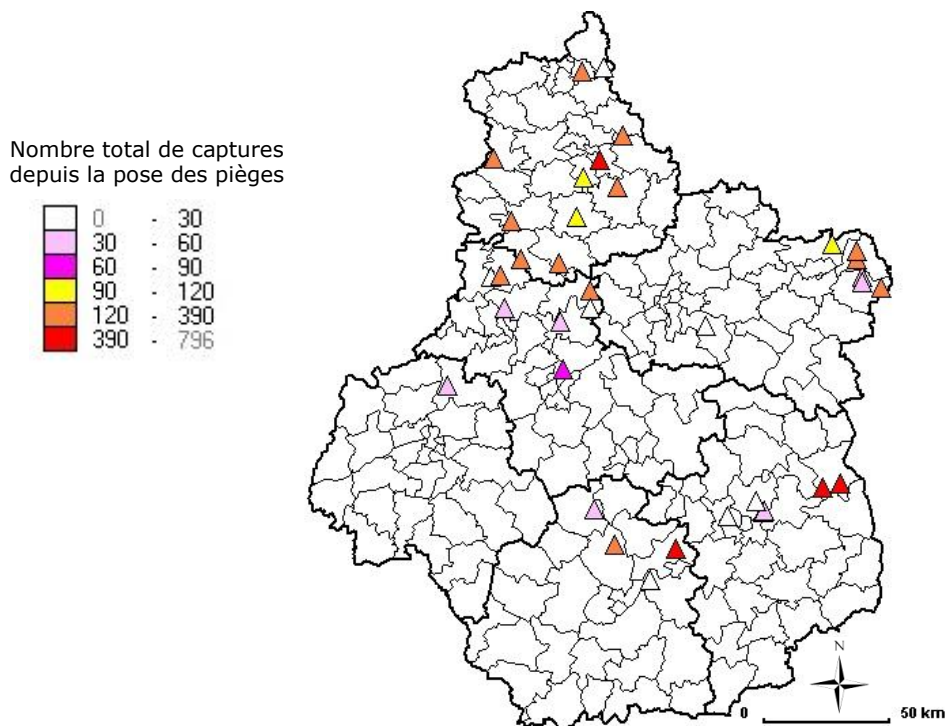 Nombre total de captures
depuis la pose des pièges
0 - 30
30 - 60
60 - 90
90 - 120
120 - 390
390 - 796
N
0 50 km